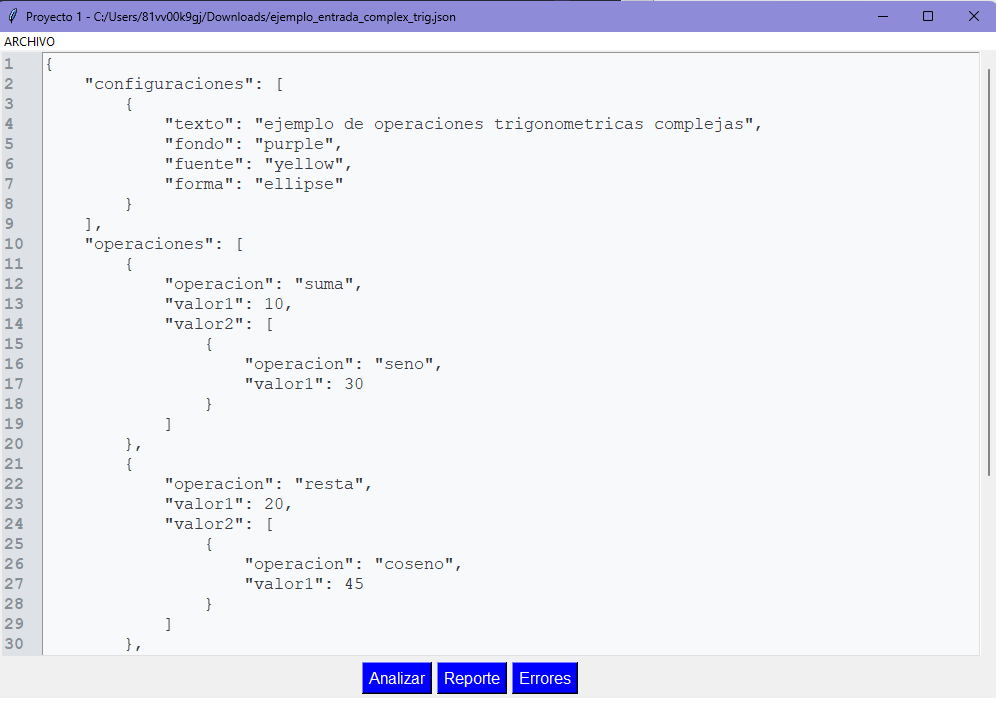 Proyecto 1 - C:/Users/81vv00k9gj/Downloads/ejemplo_entrada_complex_trig.json
ARCHIVO
1 {
2     "configuraciones": [
3         {
4             "texto": "ejemplo de operaciones trigonometricas complejas",
5             "fondo": "purple",
6             "fuente": "yellow",
7             "forma": "ellipse"
8         }
9     ],
10     "operaciones": [
11         {
12             "operacion": "suma",
13             "valor1": 10,
14             "valor2": [
15                 {
16                     "operacion": "seno",
17                     "valor1": 30
18                 }
19             ]
20         },
21         {
22             "operacion": "resta",
23             "valor1": 20,
24             "valor2": [
25                 {
26                     "operacion": "coseno",
27                     "valor1": 45
28                 }
29             ]
30         },
Analizar Reporte Errores